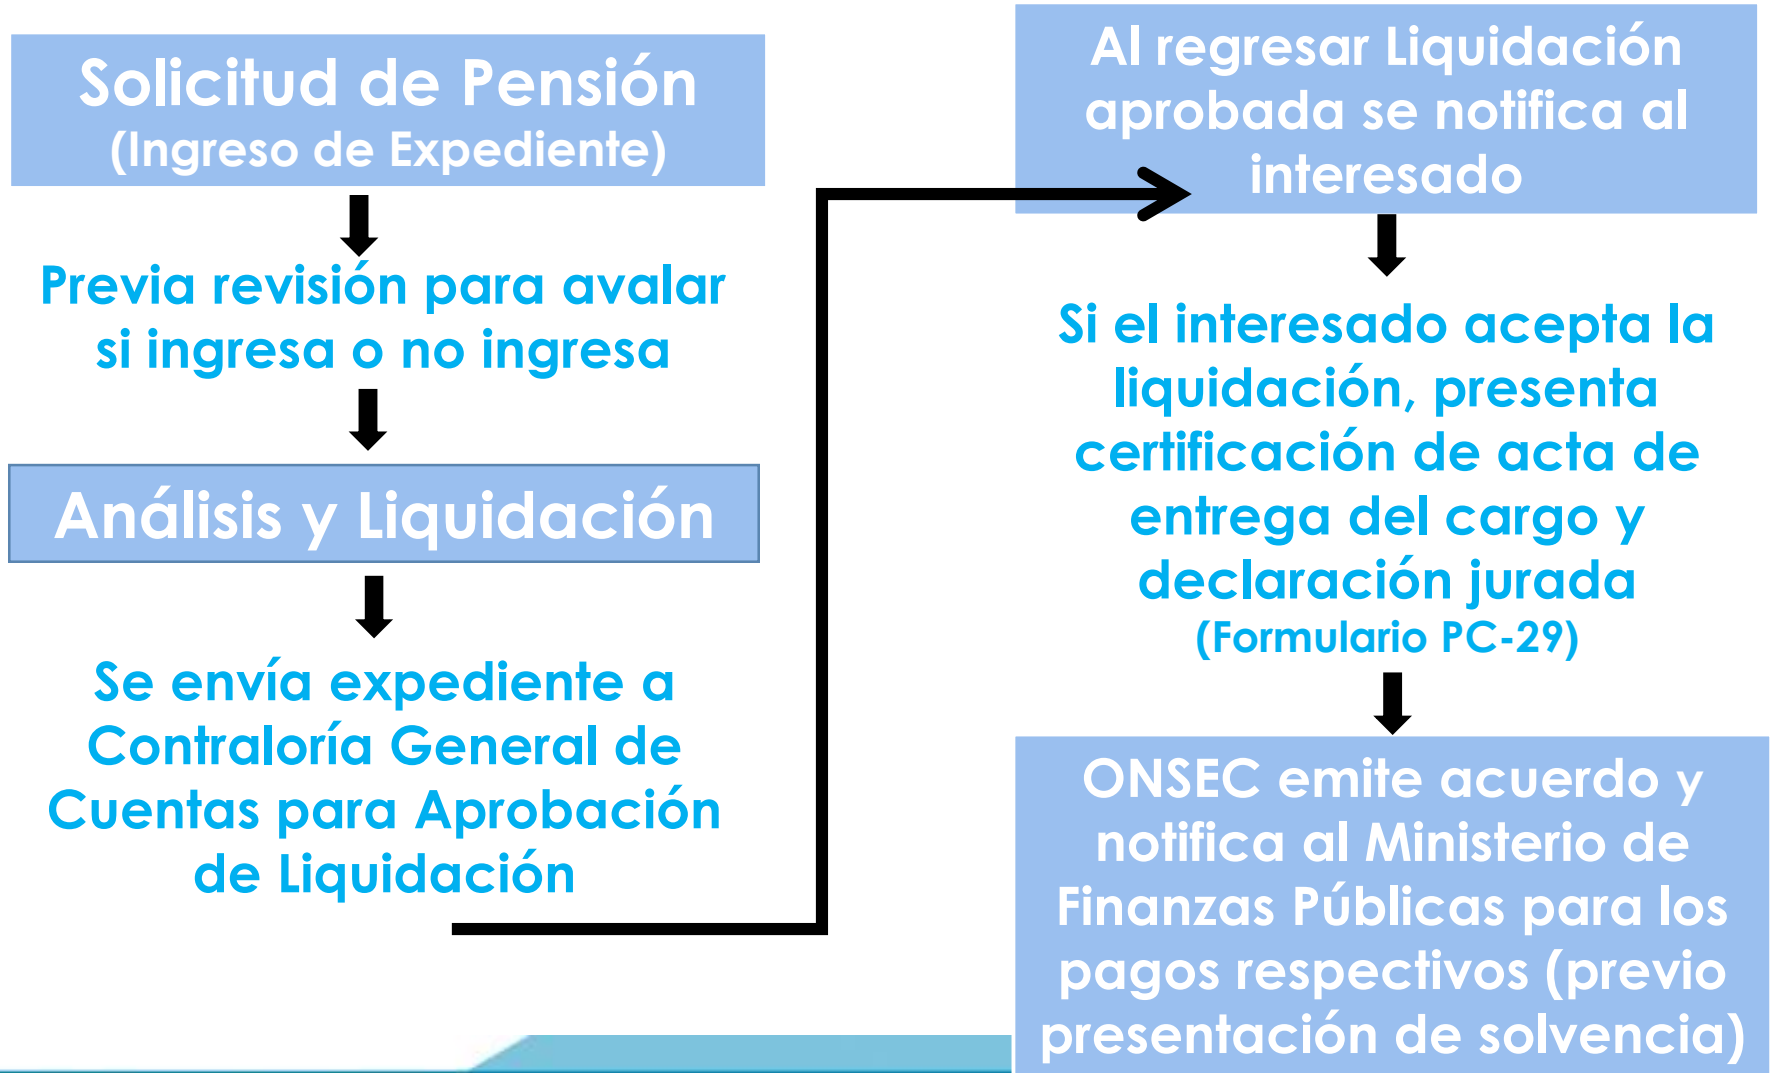 Solicitud de Pensión
(Ingreso de Expediente)
Previa revisión para avalar
si ingresa o no ingresa
Análisis y Liquidación
Se envía expediente a
Contraloría General de
Cuentas para Aprobación
de Liquidación
Al regresar Liquidación
aprobada se notifica al
interesado
Si el interesado acepta la
liquidación, presenta
certificación de acta de
entrega del cargo y
declaración jurada
(Formulario PC-29)
ONSEC emite acuerdo y
notifica al Ministerio de
Finanzas Públicas para los
pagos respectivos (previo
presentación de solvencia)